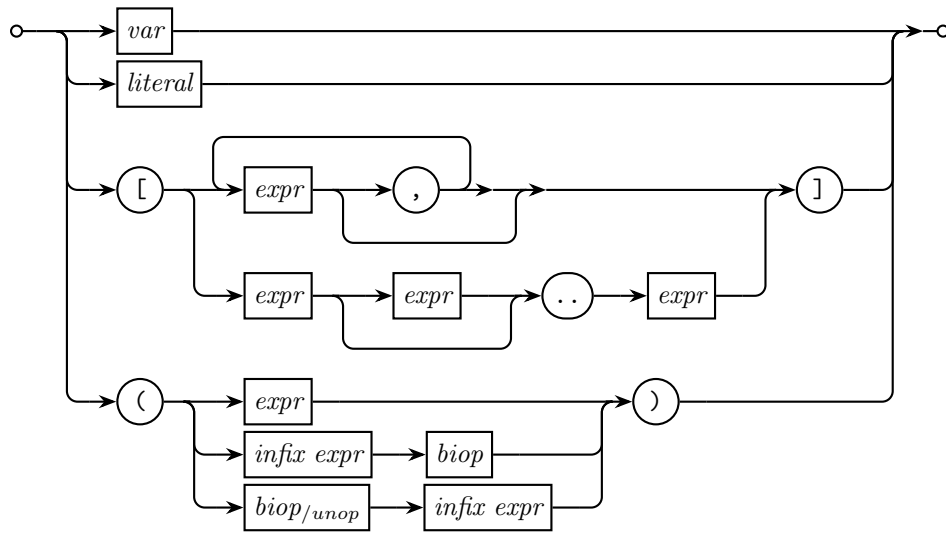 var
literal
[ expr , ]
expr expr .. expr
( expr )
infix expr biop
biop/unop infix expr